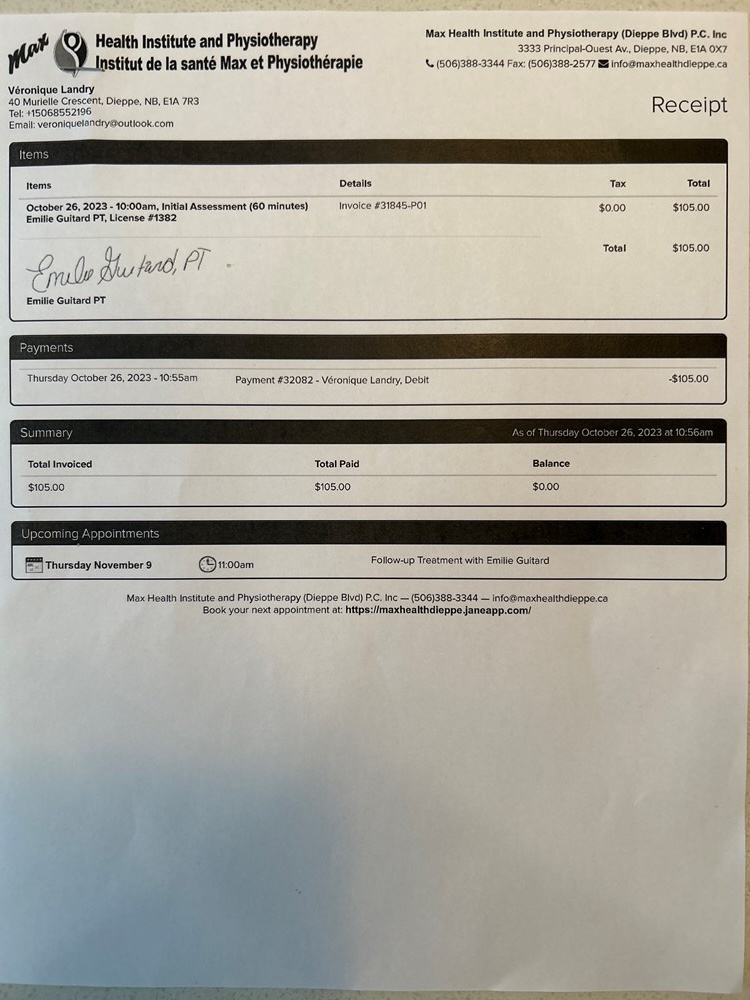 Max
Health Institute and Physiotherapy
Institut de la santé Max et Physiothérapie
Max Health Institute and Physiotherapy (Dieppe Blvd) P.C. Inc
3333 Principal-Ouest Av., Dieppe, NB, E1A 0X7
(506)388-3344 Fax: (506)388-2577 info@maxhealthdieppe.ca
Véronique Landry
40 Murielle Crescent, Dieppe, NB, E1A 7R3
Tel: +15068552196
Email: veroniquelandry@outlook.com
Receipt
Items
Items Details Tax Total
October 26, 2023 - 10:00am, Initial Assessment (60 minutes) Invoice #31845-P01 $0.00 $105.00
Emilie Guitard PT, License #1382
Total $105.00
Emilie Guitard, PT
Emilie Guitard PT
Payments
Thursday October 26, 2023 - 10:55am Payment #32082 - Véronique Landry, Debit -$105.00
Summary As of Thursday October 26, 2023 at 10:56am
Total Invoiced Total Paid Balance
$105.00 $105.00 $0.00
Upcoming Appointments
Thursday November 9 11:00am Follow-up Treatment with Emilie Guitard
Max Health Institute and Physiotherapy (Dieppe Blvd) P.C. Inc — (506)388-3344 — info@maxhealthdieppe.ca
Book your next appointment at: https://maxhealthdieppe.janeapp.com/